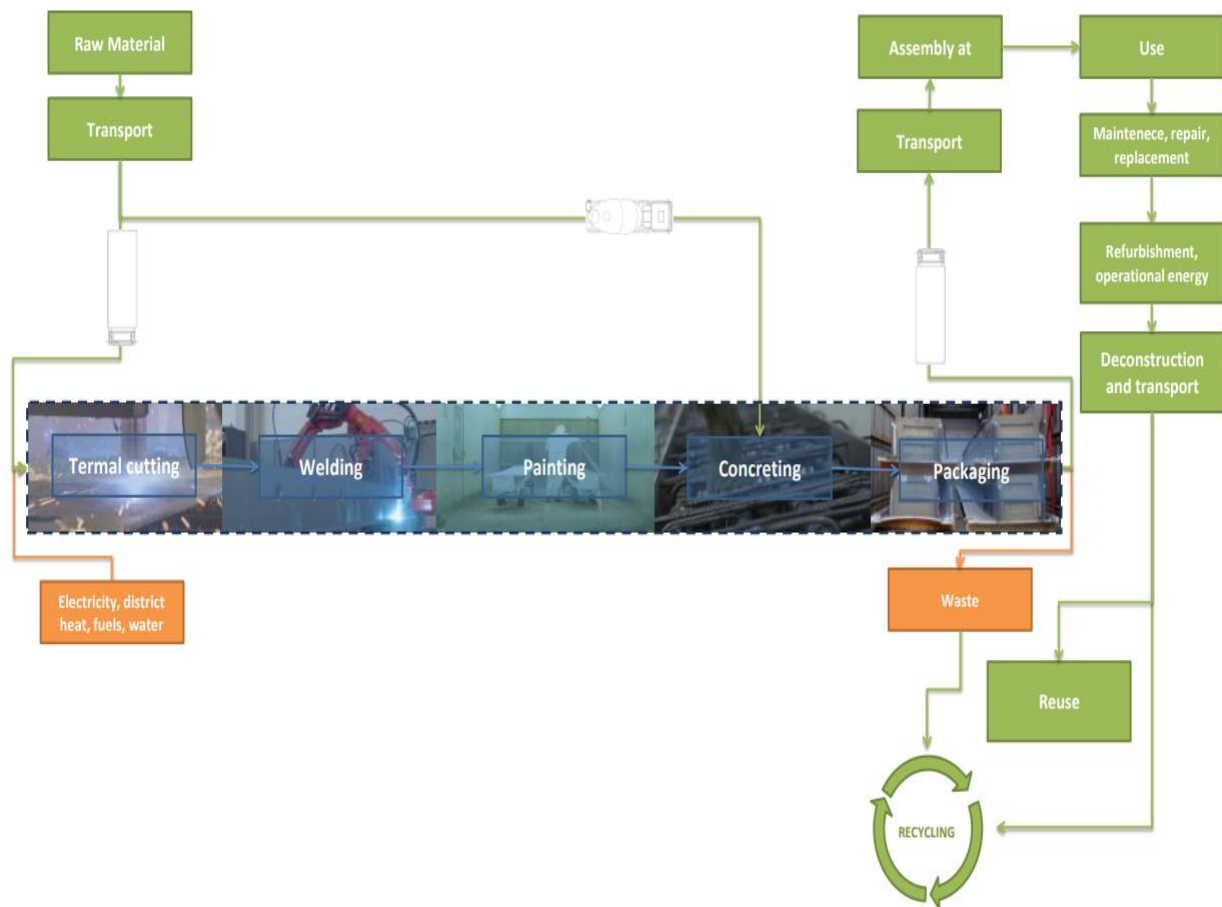 Raw Material
Transport
Assembly at
Use
Transport
Maintenece, repair,
replacement
Refurbishment,
operational energy
Deconstruction
and transport
Termal cutting
Welding
Painting
Concreting
Packaging
Electricity, district
heat, fuels, water
Waste
Reuse
RECYCLING